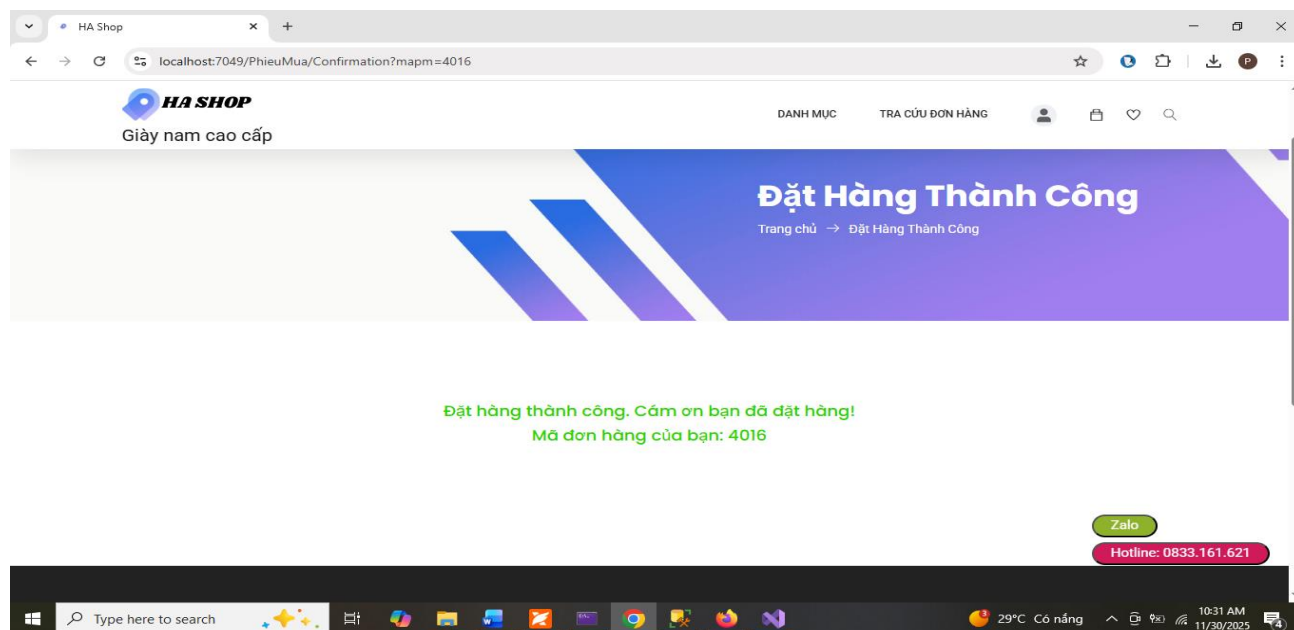 HA Shop
localhost:7049/PhieuMua/Confirmation?mapm=4016
P
HA SHOP
Giày nam cao cấp
DANH MỤC
TRA CỨU ĐƠN HÀNG
Đặt Hàng Thành Công
Trang chủ → Đặt Hàng Thành Công
Đặt hàng thành công. Cám ơn bạn đã đặt hàng!
Mã đơn hàng của bạn: 4016
Zalo
Hotline: 0833.161.621
Type here to search
29°C Có nắng
10:31 AM
11/30/2025
4